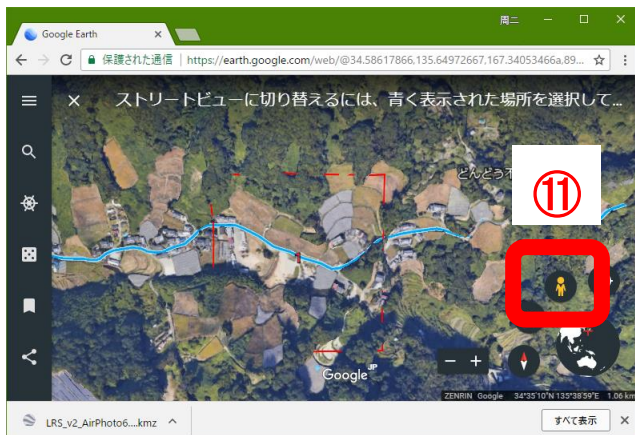 周二
Google Earth
保護された通信 | https://earth.google.com/web/@34.58617866,135.64972667,167.34053466a,89...
ストリートビューに切り替えるには、青く表示された場所を選択して...
どんどう不
⑪
Google JP
ZENRIN Google 34°35'10"N 135°38'59"E 1.06 km
LRS_v2_AirPhoto6....kmz
すべて表示